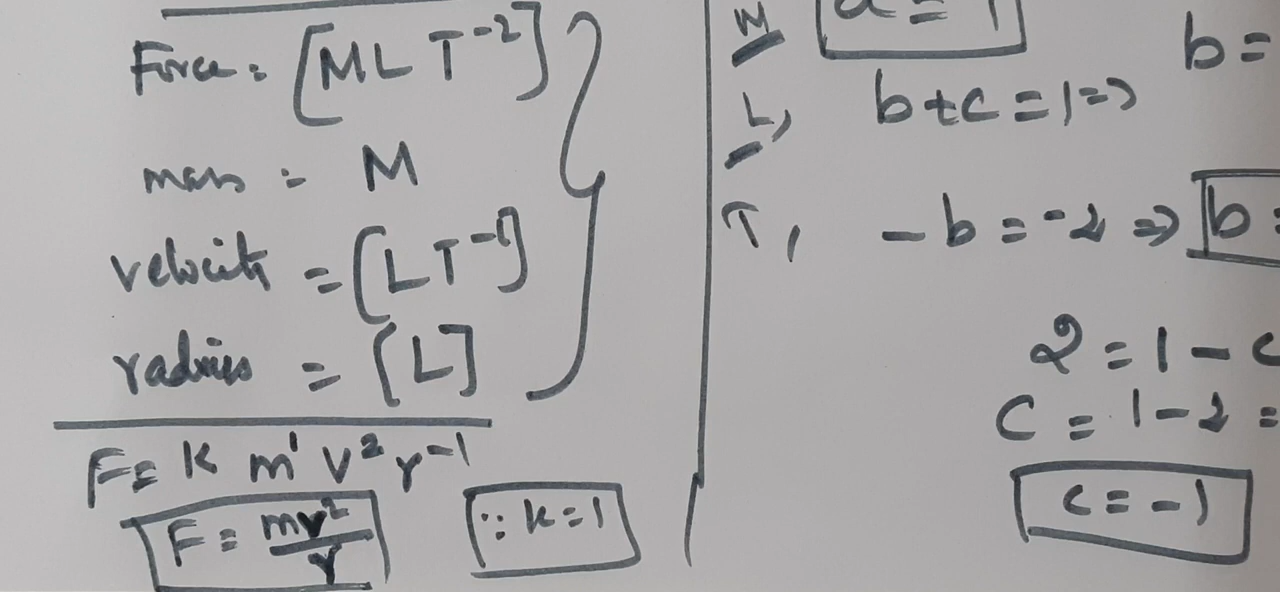 Force = [MLT⁻²]
mass = M
velocity = [LT⁻¹]
radius = [L]
F = K m¹ v² r⁻¹
F = mv²/r ∵ k=1
M a = 1
L, b+c=1 => b =
T, -b=-2 => b =
2=1-c
C=1-2=
c=-1